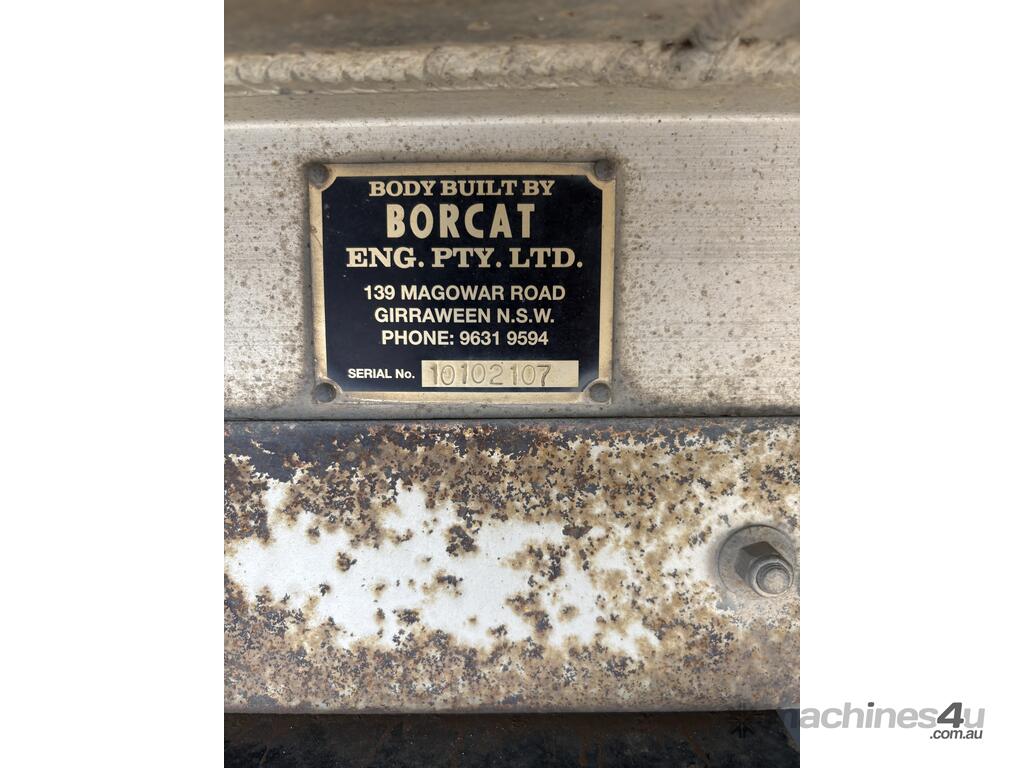 BODY BUILT BY
BORCAT
ENG. PTY. LTD.
139 MAGOWAR ROAD
GIRRAWEEN N.S.W.
PHONE: 9631 9594
SERIAL No. 10102107
machines4u
.com.au